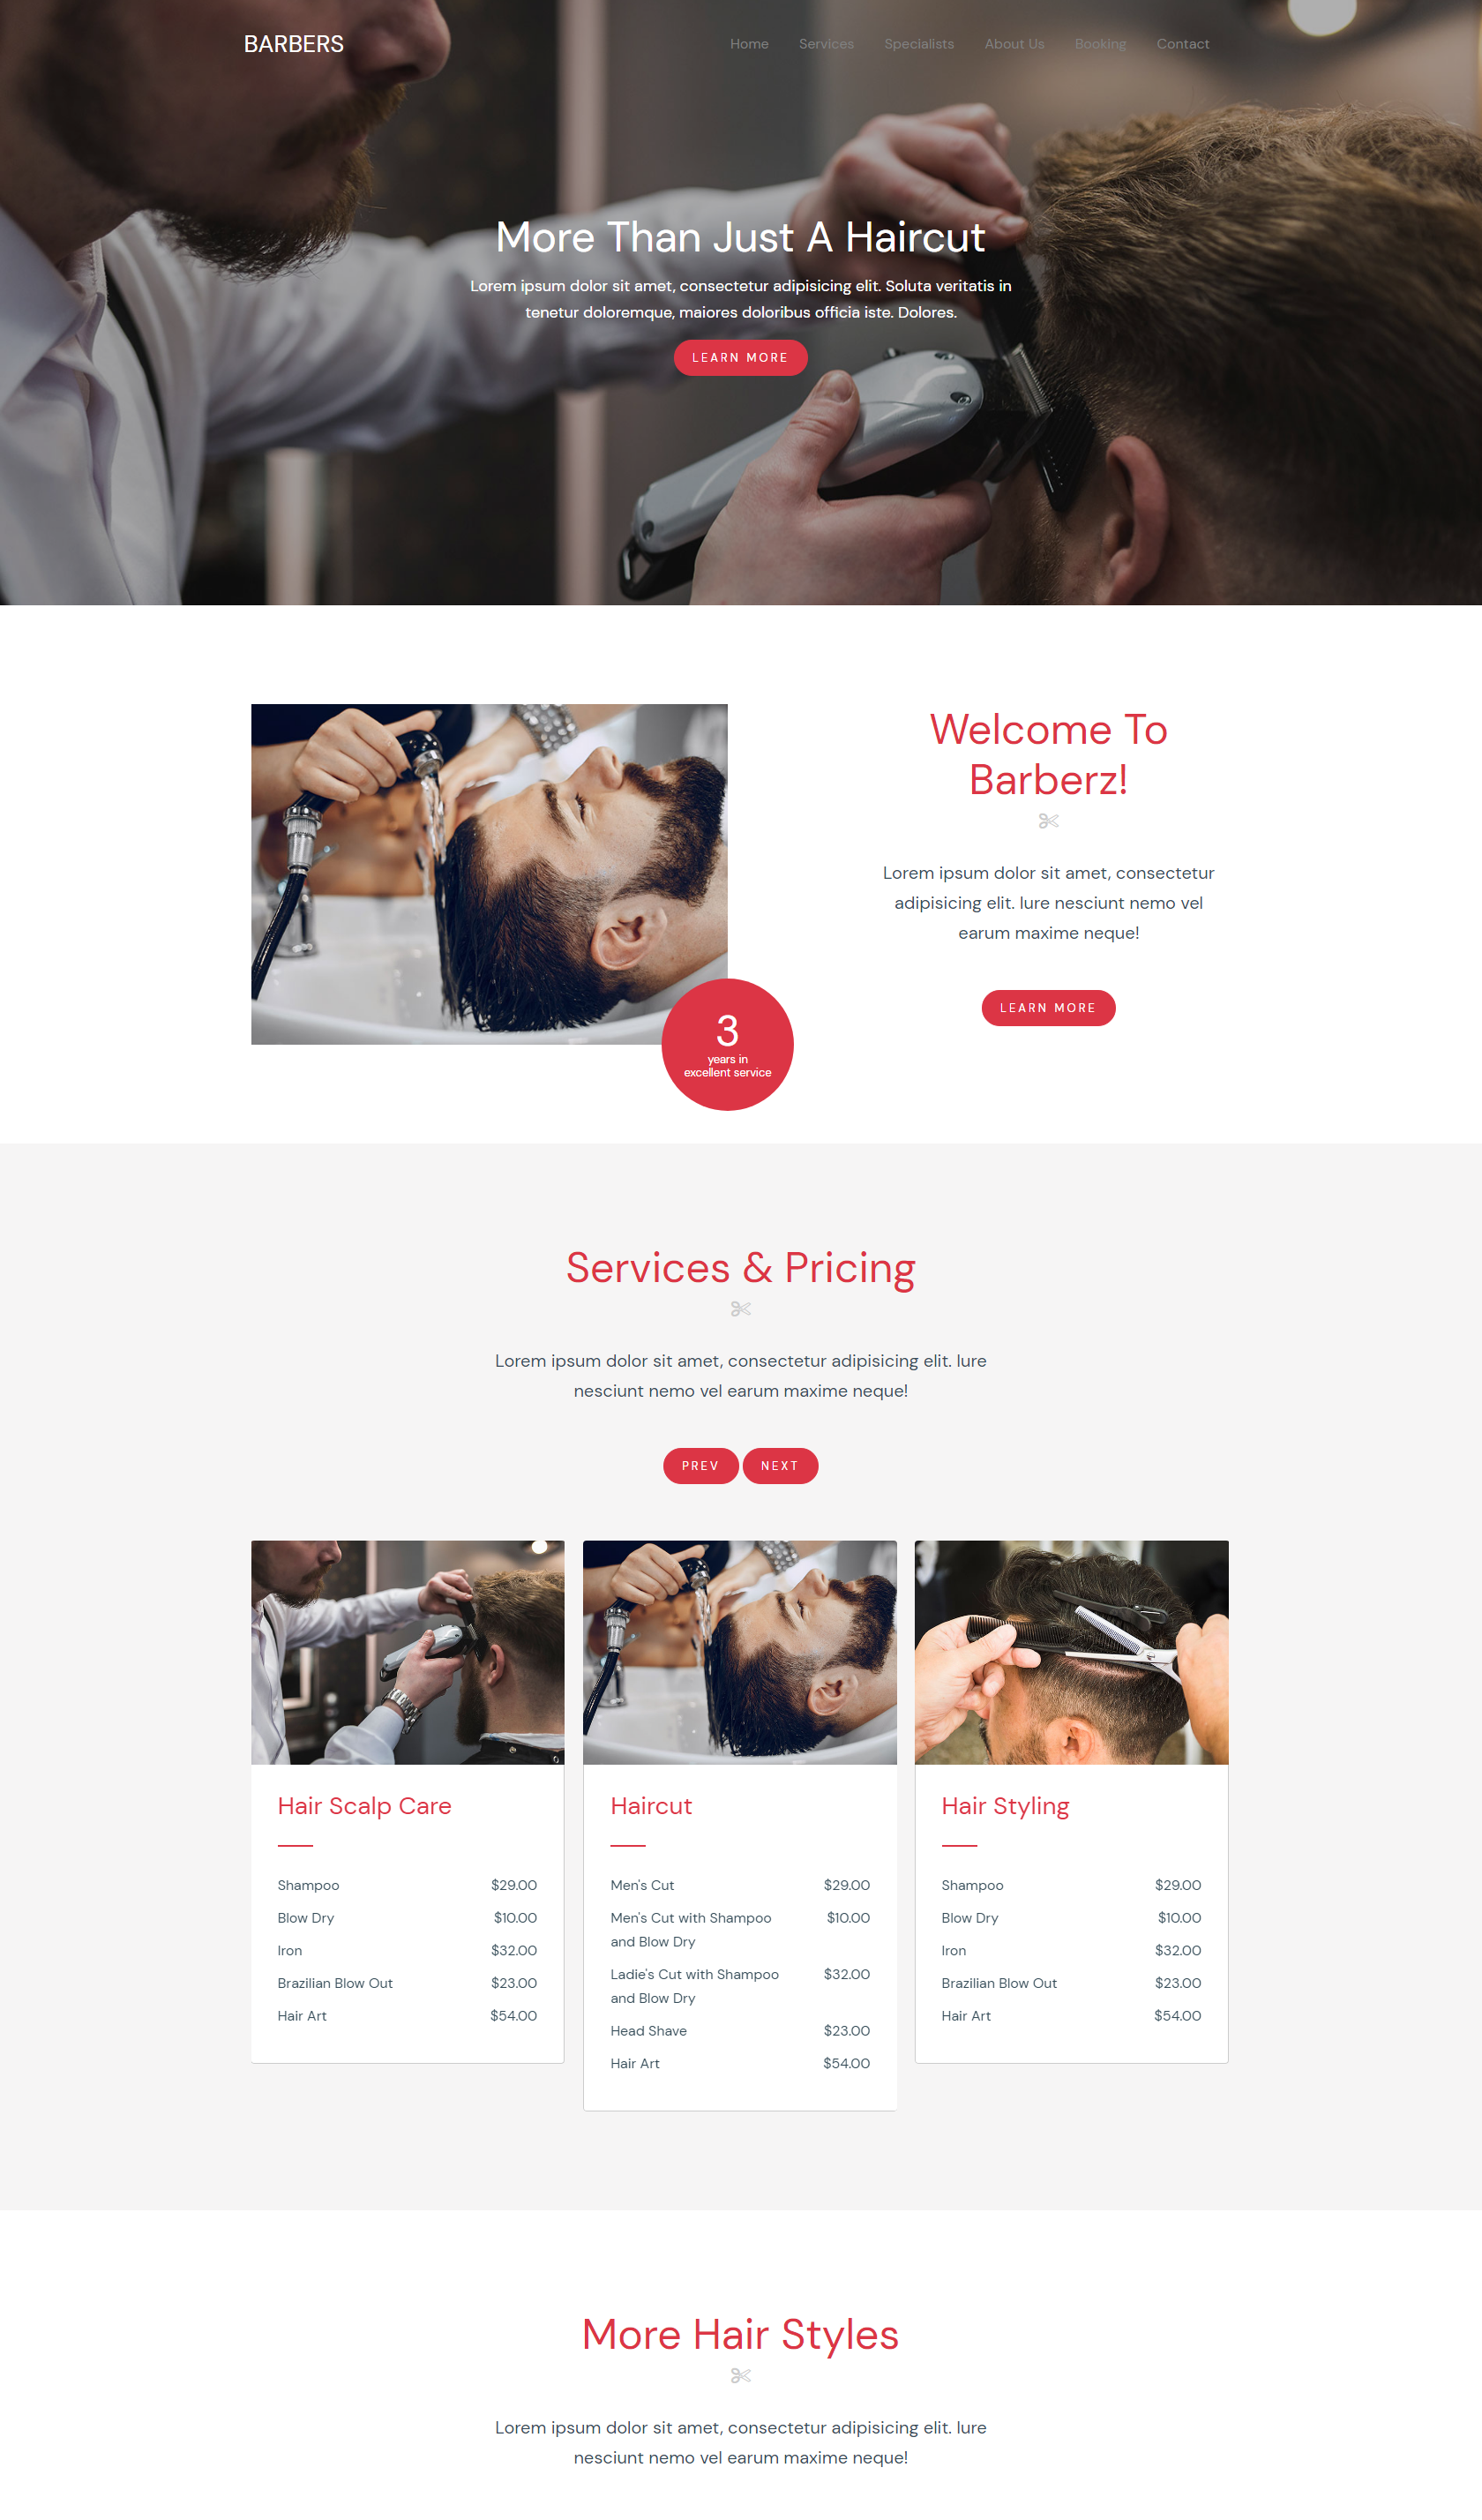 BARBERS
Home Services Specialists About Us Booking Contact
More Than Just A Haircut
Lorem ipsum dolor sit amet, consectetur adipisicing elit. Soluta veritatis in
tenetur doloremque, maiores doloribus officia iste. Dolores.
LEARN MORE
Welcome To
Barberz!
Lorem ipsum dolor sit amet, consectetur
adipisicing elit. Iure nesciunt nemo vel
earum maxime neque!
LEARN MORE
3
years in
excellent service
Services & Pricing
Lorem ipsum dolor sit amet, consectetur adipisicing elit. Iure
nesciunt nemo vel earum maxime neque!
PREV NEXT
Hair Scalp Care
Shampoo $29.00
Blow Dry $10.00
Iron $32.00
Brazilian Blow Out $23.00
Hair Art $54.00
Haircut
Men's Cut $29.00
Men's Cut with Shampoo $10.00
and Blow Dry
Ladie's Cut with Shampoo $32.00
and Blow Dry
Head Shave $23.00
Hair Art $54.00
Hair Styling
Shampoo $29.00
Blow Dry $10.00
Iron $32.00
Brazilian Blow Out $23.00
Hair Art $54.00
More Hair Styles
Lorem ipsum dolor sit amet, consectetur adipisicing elit. Iure
nesciunt nemo vel earum maxime neque!